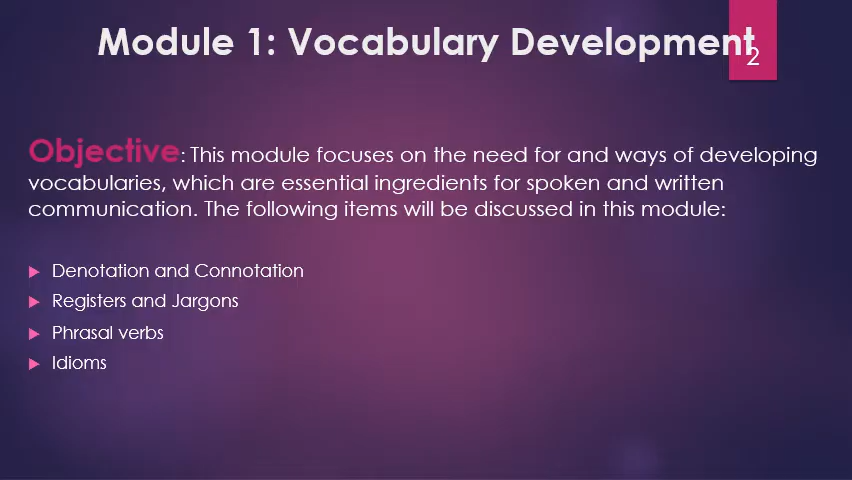 Module 1: Vocabulary Development
2
Objective: This module focuses on the need for and ways of developing
vocabularies, which are essential ingredients for spoken and written
communication. The following items will be discussed in this module:
Denotation and Connotation
Registers and Jargons
Phrasal verbs
Idioms